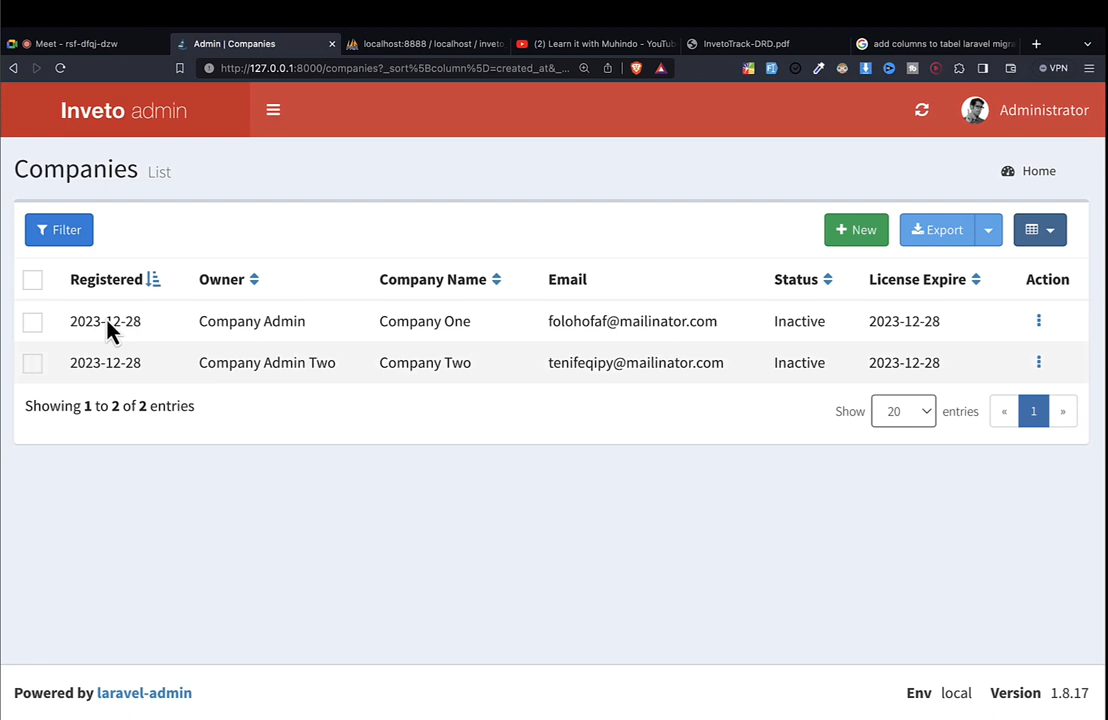 Meet - rsf-dfqj-dzw
Admin | Companies
localhost:8888 / localhost / inveto_
(2) Learn it with Muhindo - YouTub
InvetoTrack-DRD.pdf
add columns to tabel laravel migra
http://127.0.0.1:8000/companies?_sort%5Bcolumn%5D=created_at&_...
VPN
Inveto admin
Administrator
Companies List
Home
Filter
New
Export
Registered Owner Company Name Email Status License Expire Action
2023-12-28 Company Admin Company One folohofaf@mailinator.com Inactive 2023-12-28
2023-12-28 Company Admin Two Company Two tenifeqipy@mailinator.com Inactive 2023-12-28
Showing 1 to 2 of 2 entries
Show 20 entries « 1 »
Powered by laravel-admin
Env local Version 1.8.17